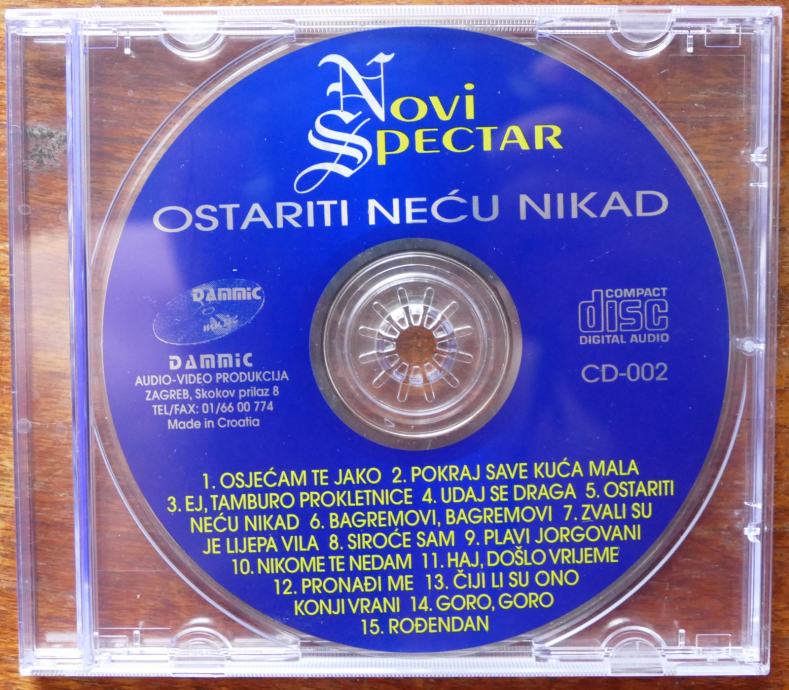 Novi
Spectar
OSTARITI NEĆU NIKAD
DAMMIC
music
DAMMIC
AUDIO-VIDEO PRODUKCIJA
ZAGREB, Skokov prilaz 8
TEL/FAX: 01/66 00 774
Made in Croatia
COMPACT
disc
DIGITAL AUDIO
CD-002
1. OSJEĆAM TE JAKO 2. POKRAJ SAVE KUĆA MALA
3. EJ, TAMBURO PROKLETNICE 4. UDAJ SE DRAGA 5. OSTARITI
NEĆU NIKAD 6. BAGREMOVI, BAGREMOVI 7. ZVALI SU
JE LIJEPA VILA 8. SIROĆE SAM 9. PLAVI JORGOVANI
10. NIKOME TE NEDAM 11. HAJ, DOŠLO VRIJEME
12. PRONAĐI ME 13. ČIJI LI SU ONO
KONJI VRANI 14. GORO, GORO
15. ROĐENDAN